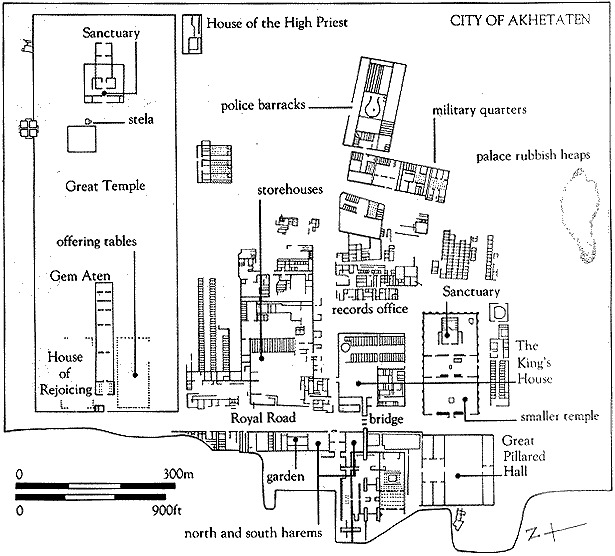 CITY OF AKHETATEN
House of the High Priest
Sanctuary
police barracks
military quarters
stela
palace rubbish heaps
Great Temple
storehouses
offering tables
Gem Aten
records office
Sanctuary
The
King's
House
House
of
Rejoicing
Royal Road
bridge
smaller temple
Great
Pillared
Hall
garden
0
300m
0
900ft
north and south harems
Z